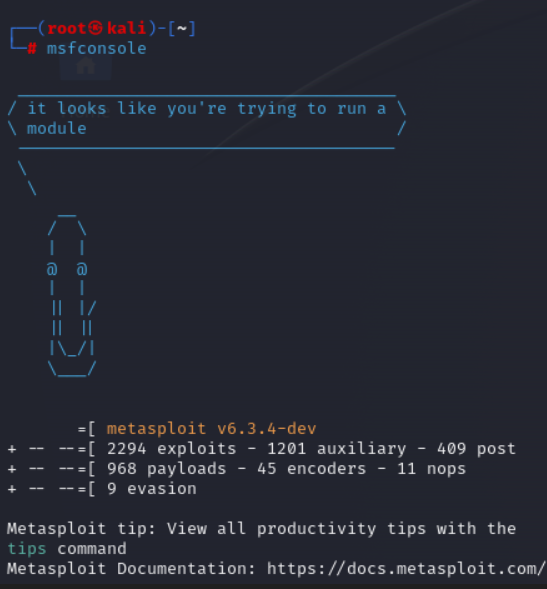 ┌──(root㉿kali)-[~]
└─# msfconsole
/ it looks like you're trying to run a \
\ module /
\
\
__
/ \
| |
@ @
| |
|| |/
|| ||
|\_/|
\___/
=[ metasploit v6.3.4-dev
+ -- --=[ 2294 exploits - 1201 auxiliary - 409 post
+ -- --=[ 968 payloads - 45 encoders - 11 nops
+ -- --=[ 9 evasion
Metasploit tip: View all productivity tips with the
tips command
Metasploit Documentation: https://docs.metasploit.com/